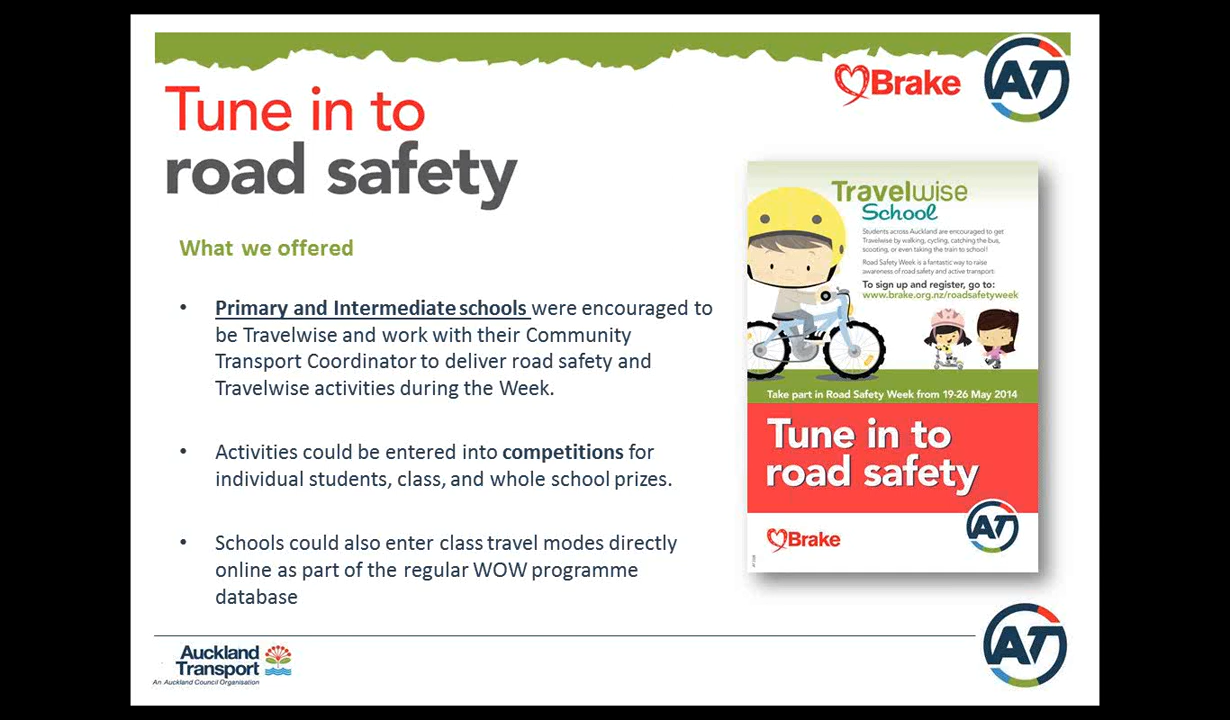 Brake
AT
Tune in to
road safety
What we offered
• Primary and Intermediate schools were encouraged to
be Travelwise and work with their Community
Transport Coordinator to deliver road safety and
Travelwise activities during the Week.
• Activities could be entered into competitions for
individual students, class, and whole school prizes.
• Schools could also enter class travel modes directly
online as part of the regular WOW programme
database
Travelwise
School
Students across Auckland are encouraged to get
Travelwise by walking, cycling, catching the bus,
scooting, or even taking the train to school!
Road Safety Week is a fantastic way to raise
awareness of road safety and active transport
To sign up and register, go to:
www.brake.org.nz/roadsafetyweek
Take part in Road Safety Week from 19-26 May 2014
Tune in to
road safety
Brake
AT
Auckland
Transport
An Auckland Council Organisation
AT